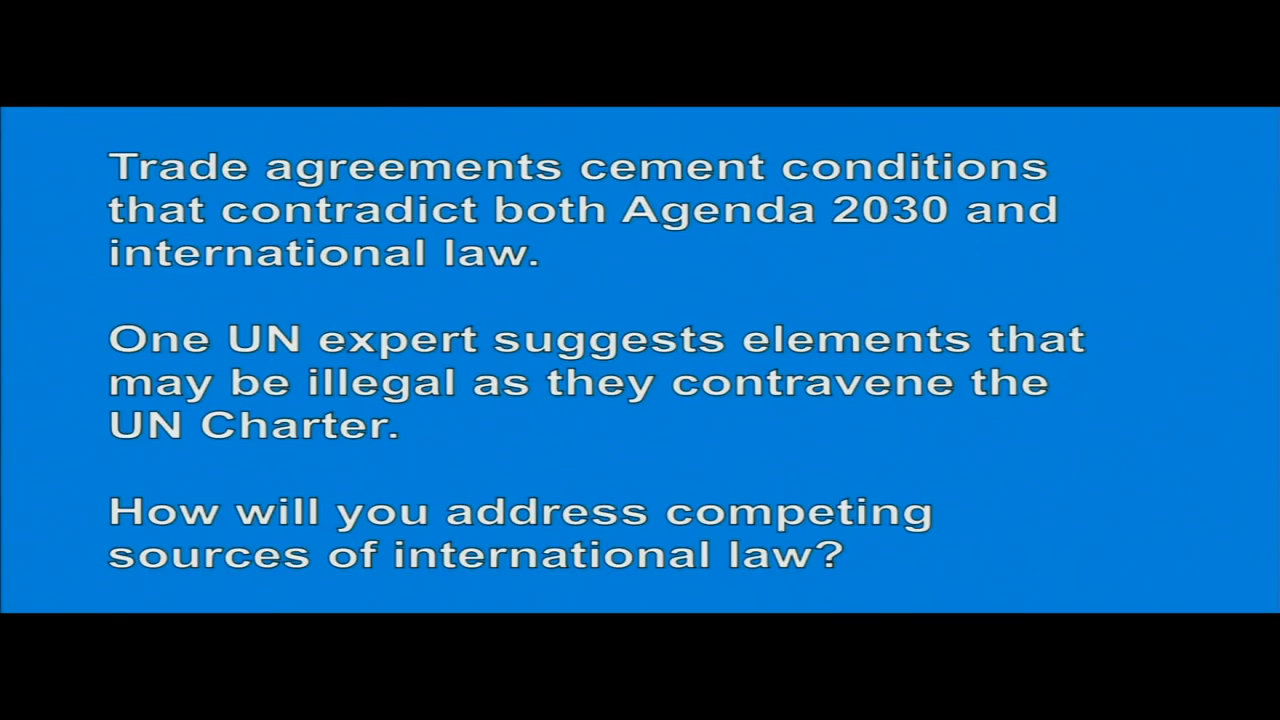 Trade agreements cement conditions
that contradict both Agenda 2030 and
international law.
One UN expert suggests elements that
may be illegal as they contravene the
UN Charter.
How will you address competing
sources of international law?